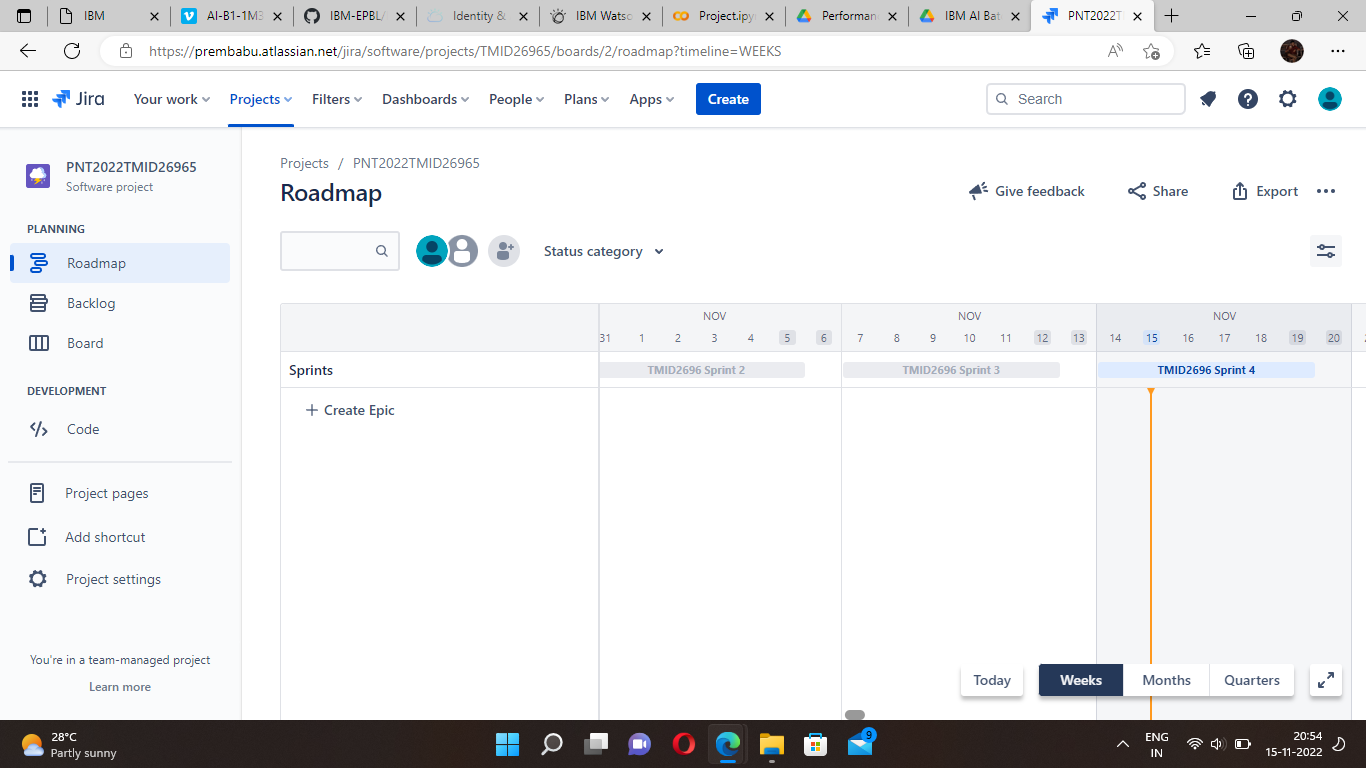 IBM
AI-B1-1M3
IBM-EPBL/
Identity &
IBM Watso
Project.ipy
Performan
IBM AI Bat
PNT2022T
https://prembabu.atlassian.net/jira/software/projects/TMID26965/boards/2/roadmap?timeline=WEEKS
Jira
Your work
Projects
Filters
Dashboards
People
Plans
Apps
Create
Search
PNT2022TMID26965
Software project
PLANNING
Roadmap
Backlog
Board
DEVELOPMENT
Code
Project pages
Add shortcut
Project settings
You're in a team-managed project
Learn more
Projects / PNT2022TMID26965
Roadmap
Give feedback
Share
Export
Status category
NOV
NOV
NOV
31 1 2 3 4 5 6 7 8 9 10 11 12 13 14 15 16 17 18 19 20
Sprints
TMID2696 Sprint 2
TMID2696 Sprint 3
TMID2696 Sprint 4
+ Create Epic
Today
Weeks
Months
Quarters
28°C
Partly sunny
9
ENG
IN
20:54
15-11-2022